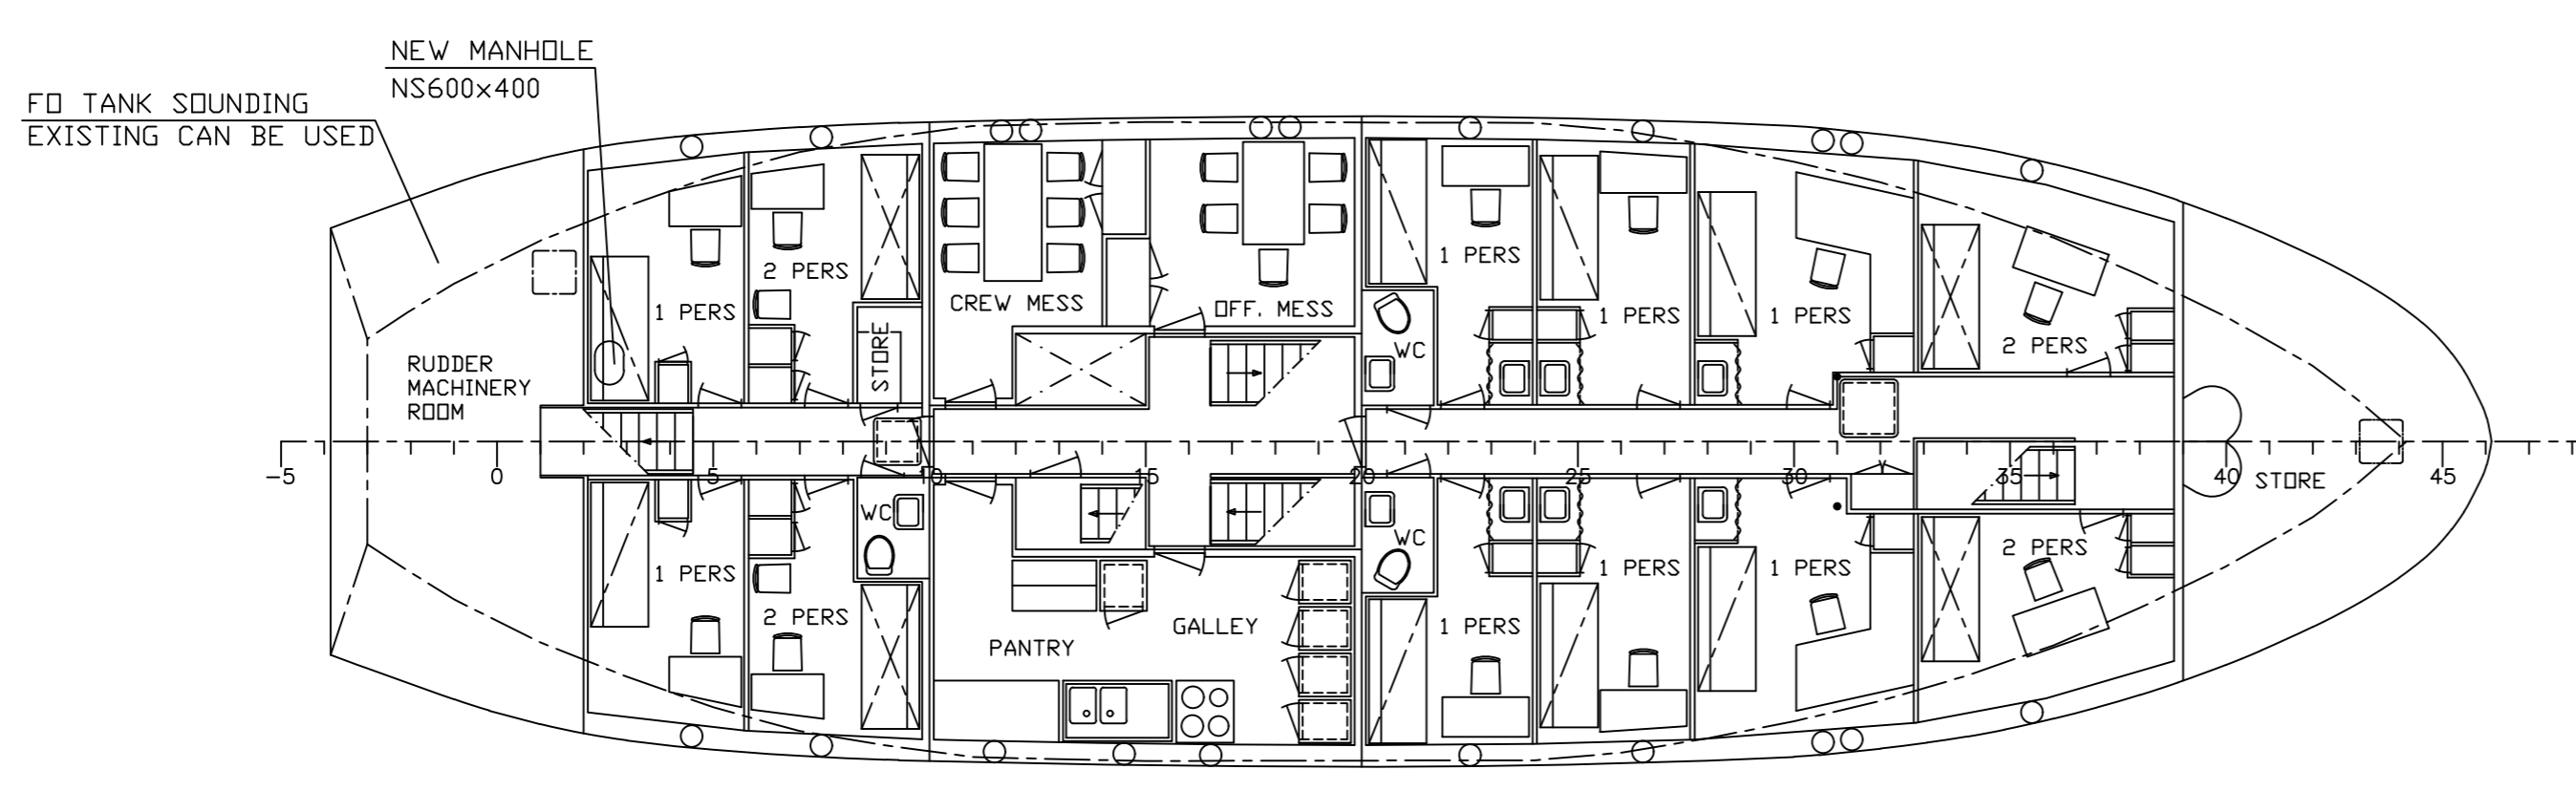 NEW MANHOLE
NS600x400
FO TANK SOUNDING
EXISTING CAN BE USED
1 PERS
2 PERS
STORE
CREW MESS
OFF. MESS
1 PERS
WC
1 PERS
1 PERS
2 PERS
RUDDER
MACHINERY
ROOM
-5
0
5
10
15
20
25
30
35
40
45
STORE
1 PERS
2 PERS
WC
PANTRY
GALLEY
WC
1 PERS
1 PERS
1 PERS
2 PERS